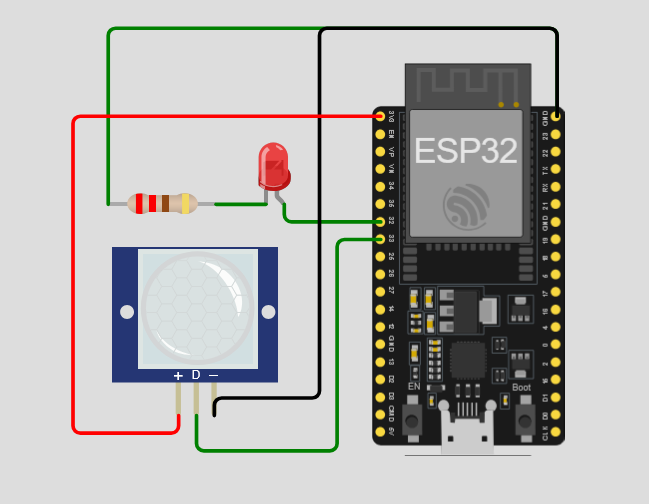 ESP32
3V3
EN
VP
VN
34
35
32
33
25
26
27
14
12
GND
13
D2
D3
CMD
5V
GND
23
22
TX
RX
21
GND
19
18
5
17
16
4
0
2
15
D1
D0
CLK
EN
Boot
+ D −